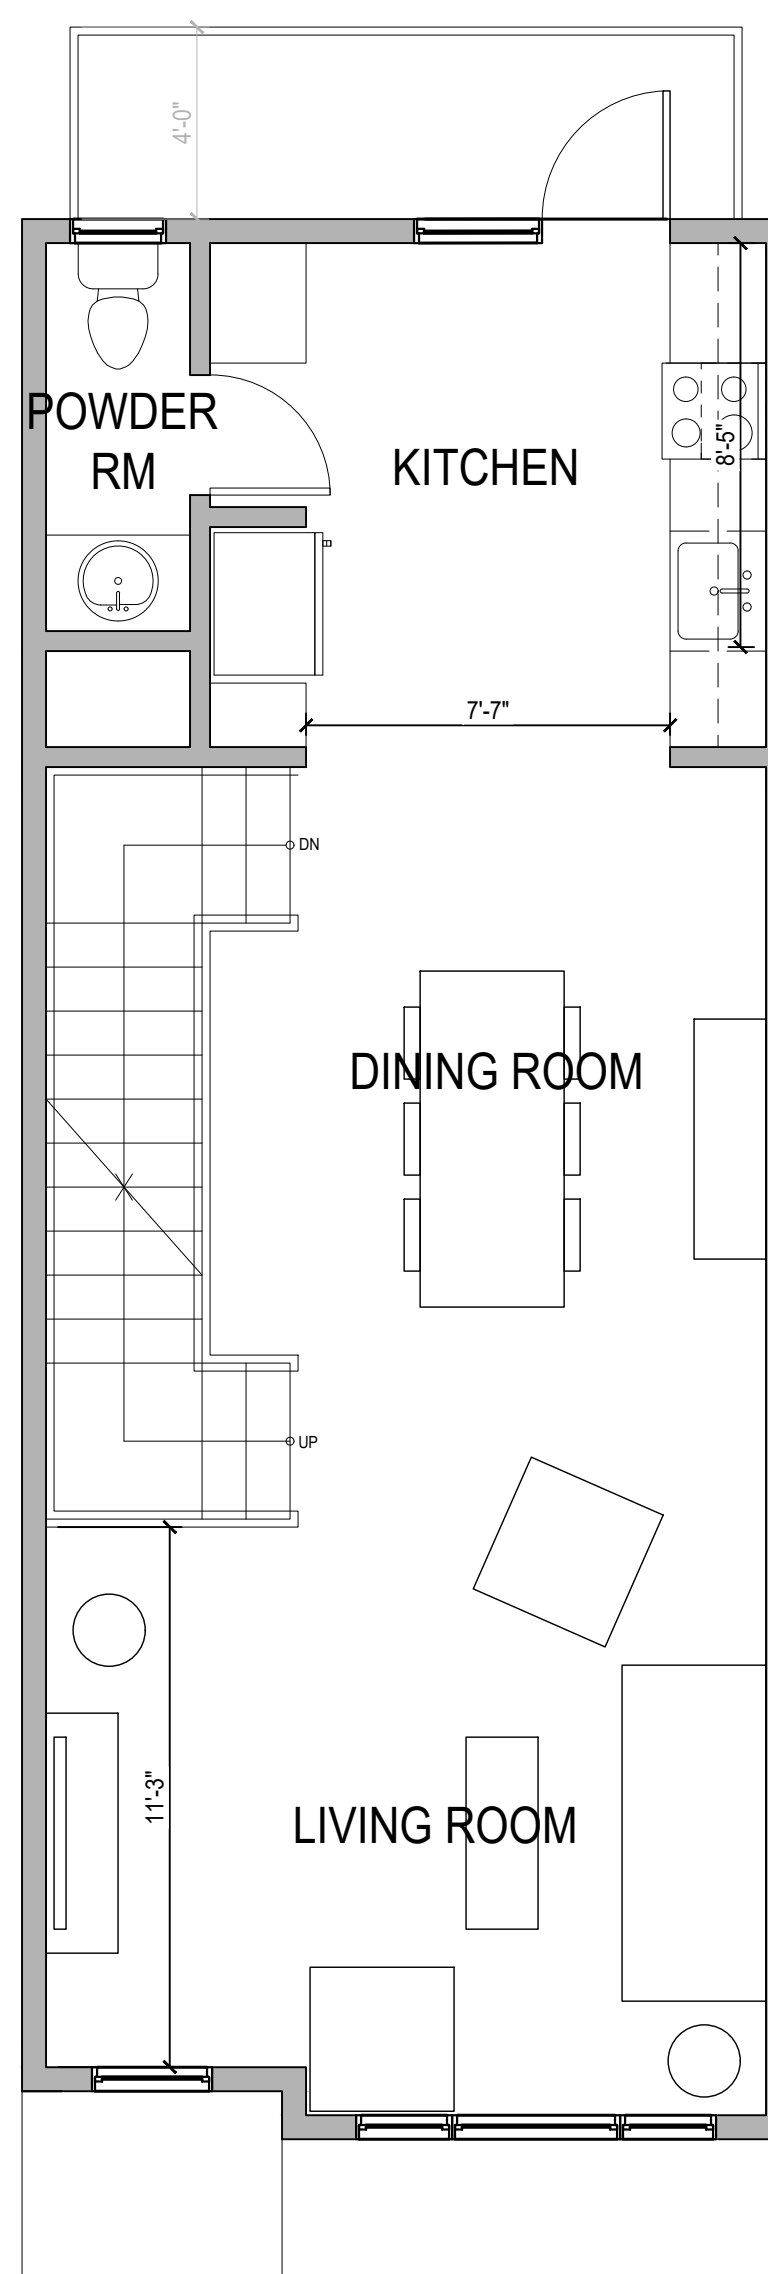 4'-0"
POWDER
RM
KITCHEN
8'-5"
7'-7"
DN
DINING ROOM
UP
11'-3"
LIVING ROOM